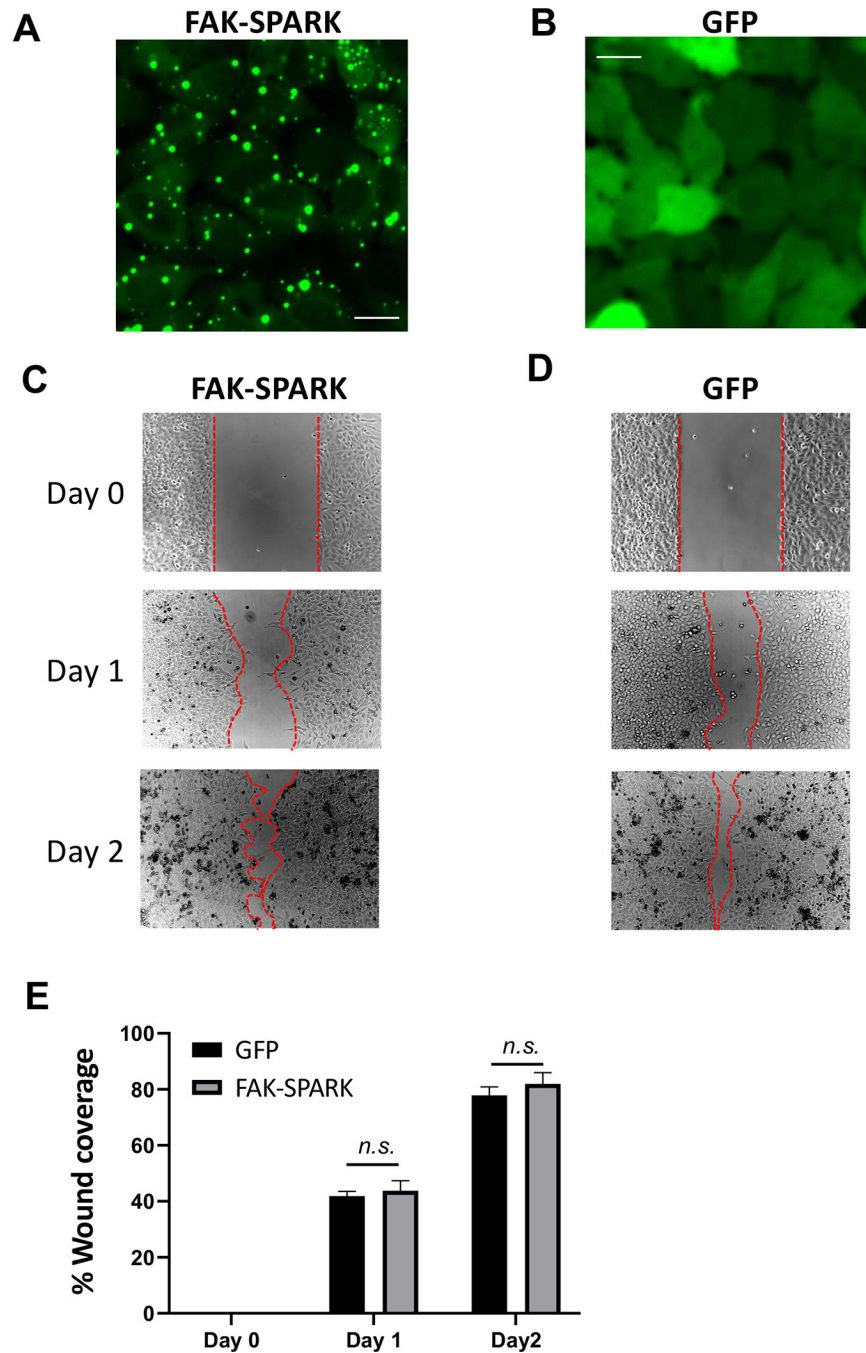 A
FAK-SPARK
B
GFP
C
FAK-SPARK
D
GFP
Day 0
Day 1
Day 2
E
% Wound coverage
100
80
60
40
20
0
GFP
FAK-SPARK
n.s.
n.s.
Day 0
Day 1
Day2